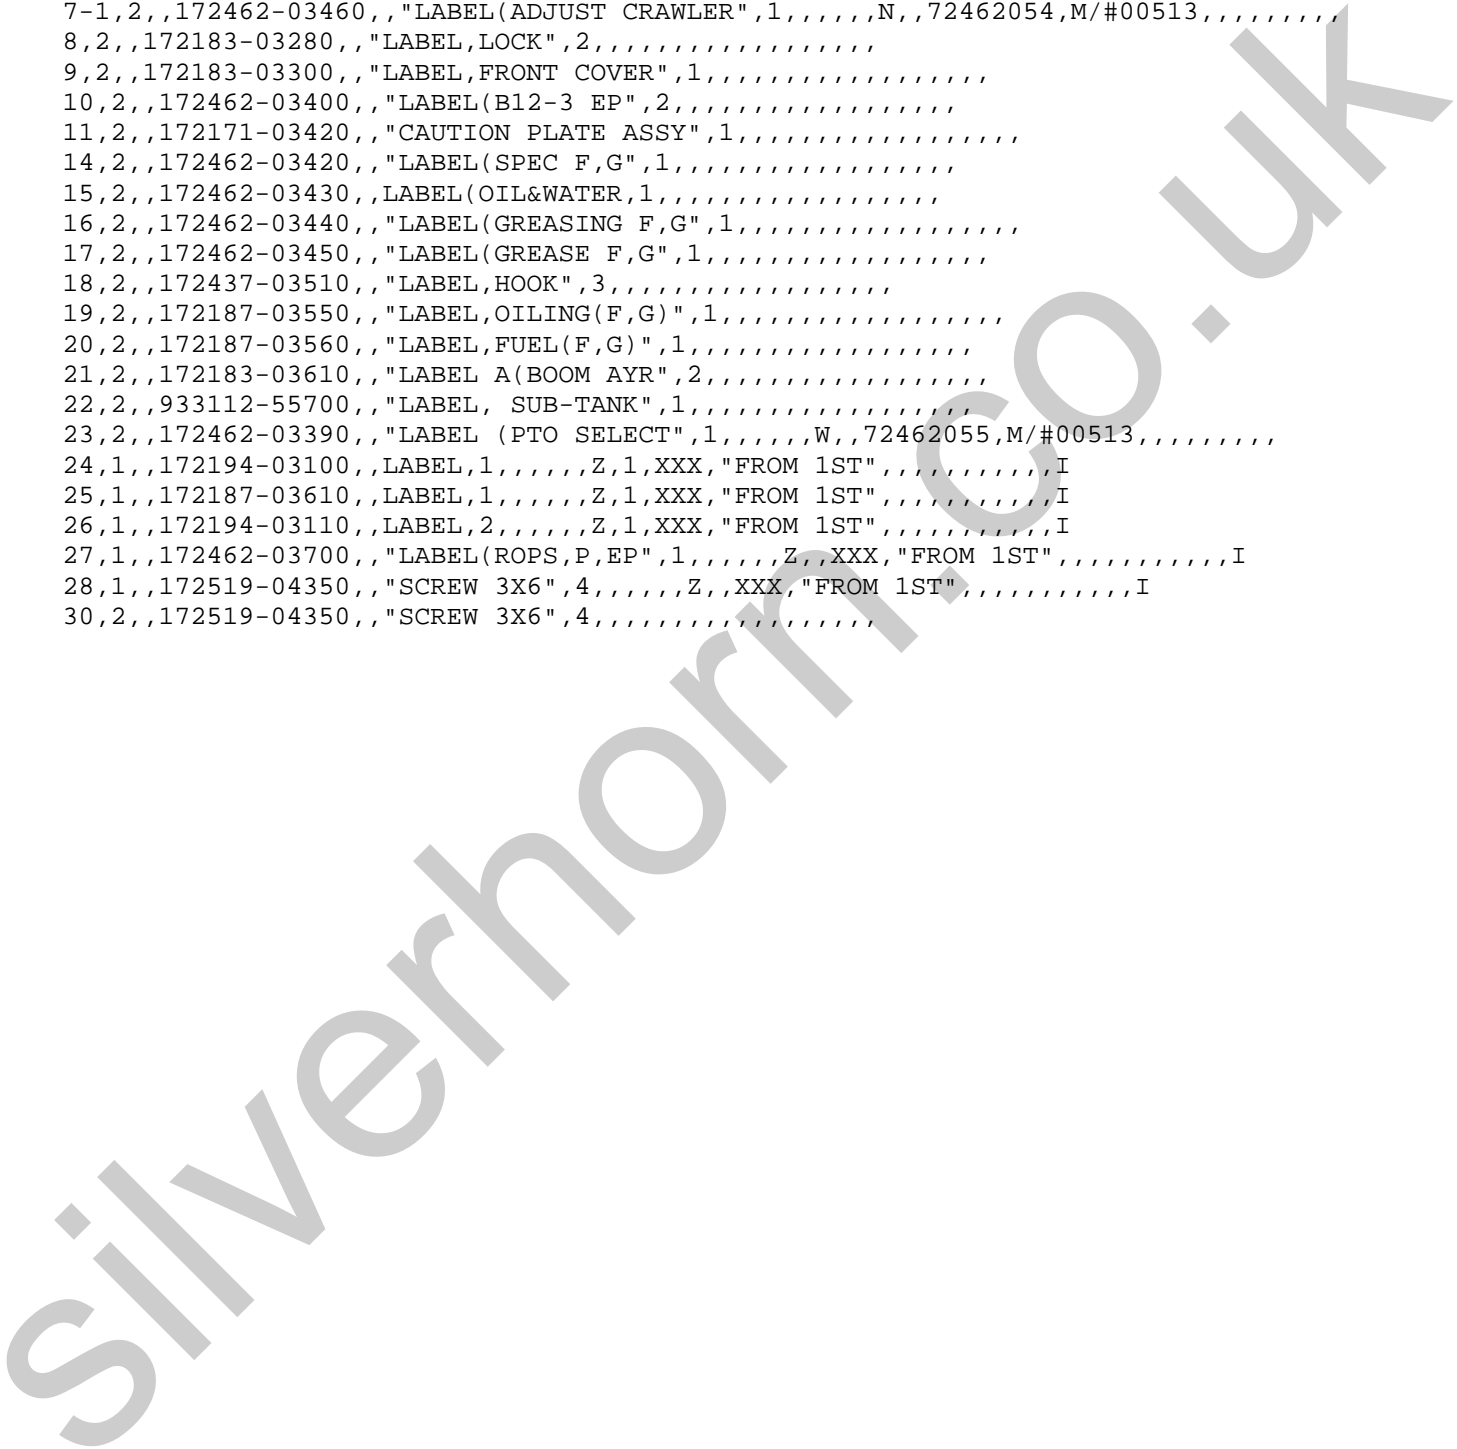 7-1,2,,172462-03460,,"LABEL(ADJUST CRAWLER",1,,,,,,N,,72462054,M/#00513,,,,,,,,,
8,2,,172183-03280,,"LABEL,LOCK",2,,,,,,,,,,,,,,,,,,
9,2,,172183-03300,,"LABEL,FRONT COVER",1,,,,,,,,,,,,,,,,,,
10,2,,172462-03400,,"LABEL(B12-3 EP",2,,,,,,,,,,,,,,,,,,
11,2,,172171-03420,,"CAUTION PLATE ASSY",1,,,,,,,,,,,,,,,,,,
14,2,,172462-03420,,"LABEL(SPEC F,G",1,,,,,,,,,,,,,,,,,,
15,2,,172462-03430,,LABEL(OIL&WATER,1,,,,,,,,,,,,,,,,,,
16,2,,172462-03440,,"LABEL(GREASING F,G",1,,,,,,,,,,,,,,,,,,
17,2,,172462-03450,,"LABEL(GREASE F,G",1,,,,,,,,,,,,,,,,,,
18,2,,172437-03510,,"LABEL,HOOK",3,,,,,,,,,,,,,,,,,,
19,2,,172187-03550,,"LABEL,OILING(F,G)",1,,,,,,,,,,,,,,,,,,
20,2,,172187-03560,,"LABEL,FUEL(F,G)",1,,,,,,,,,,,,,,,,,,
21,2,,172183-03610,,"LABEL A(BOOM AYR",2,,,,,,,,,,,,,,,,,,
22,2,,933112-55700,,"LABEL, SUB-TANK",1,,,,,,,,,,,,,,,,,,
23,2,,172462-03390,,"LABEL (PTO SELECT",1,,,,,,W,,72462055,M/#00513,,,,,,,,,
24,1,,172194-03100,,LABEL,1,,,,,,Z,1,XXX,"FROM 1ST",,,,,,,,,,,I
25,1,,172187-03610,,LABEL,1,,,,,,Z,1,XXX,"FROM 1ST",,,,,,,,,,,I
26,1,,172194-03110,,LABEL,2,,,,,,Z,1,XXX,"FROM 1ST",,,,,,,,,,,I
27,1,,172462-03700,,"LABEL(ROPS,P,EP",1,,,,,,Z,,XXX,"FROM 1ST",,,,,,,,,,,I
28,1,,172519-04350,,"SCREW 3X6",4,,,,,,Z,,XXX,"FROM 1ST",,,,,,,,,,,I
30,2,,172519-04350,,"SCREW 3X6",4,,,,,,,,,,,,,,,,,,
silverhorn.co.uk